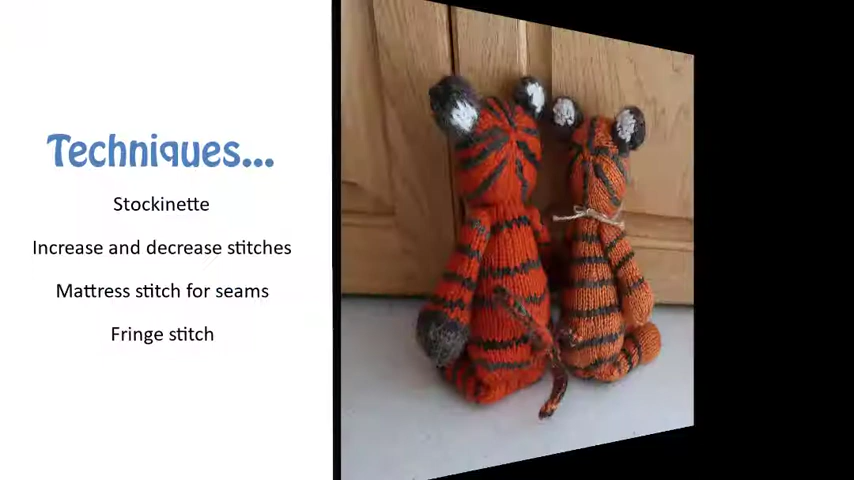 Techniques...
Stockinette
Increase and decrease stitches
Mattress stitch for seams
Fringe stitch